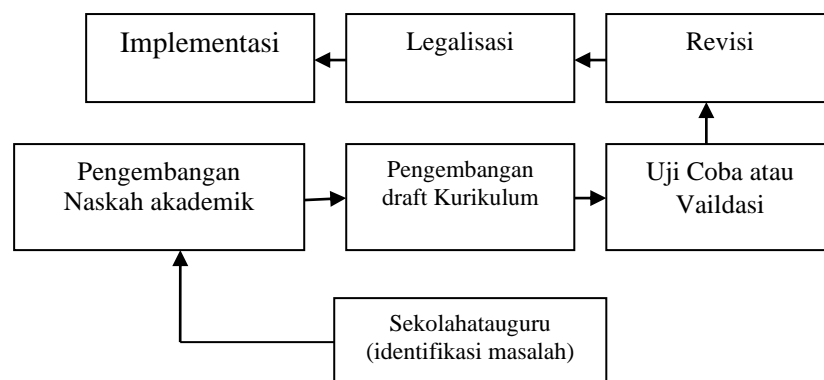 Implementasi
Legalisasi
Revisi
Pengembangan
Naskah akademik
Pengembangan
draft Kurikulum
Uji Coba atau
Vaildasi
Sekolahatauguru
(identifikasi masalah)